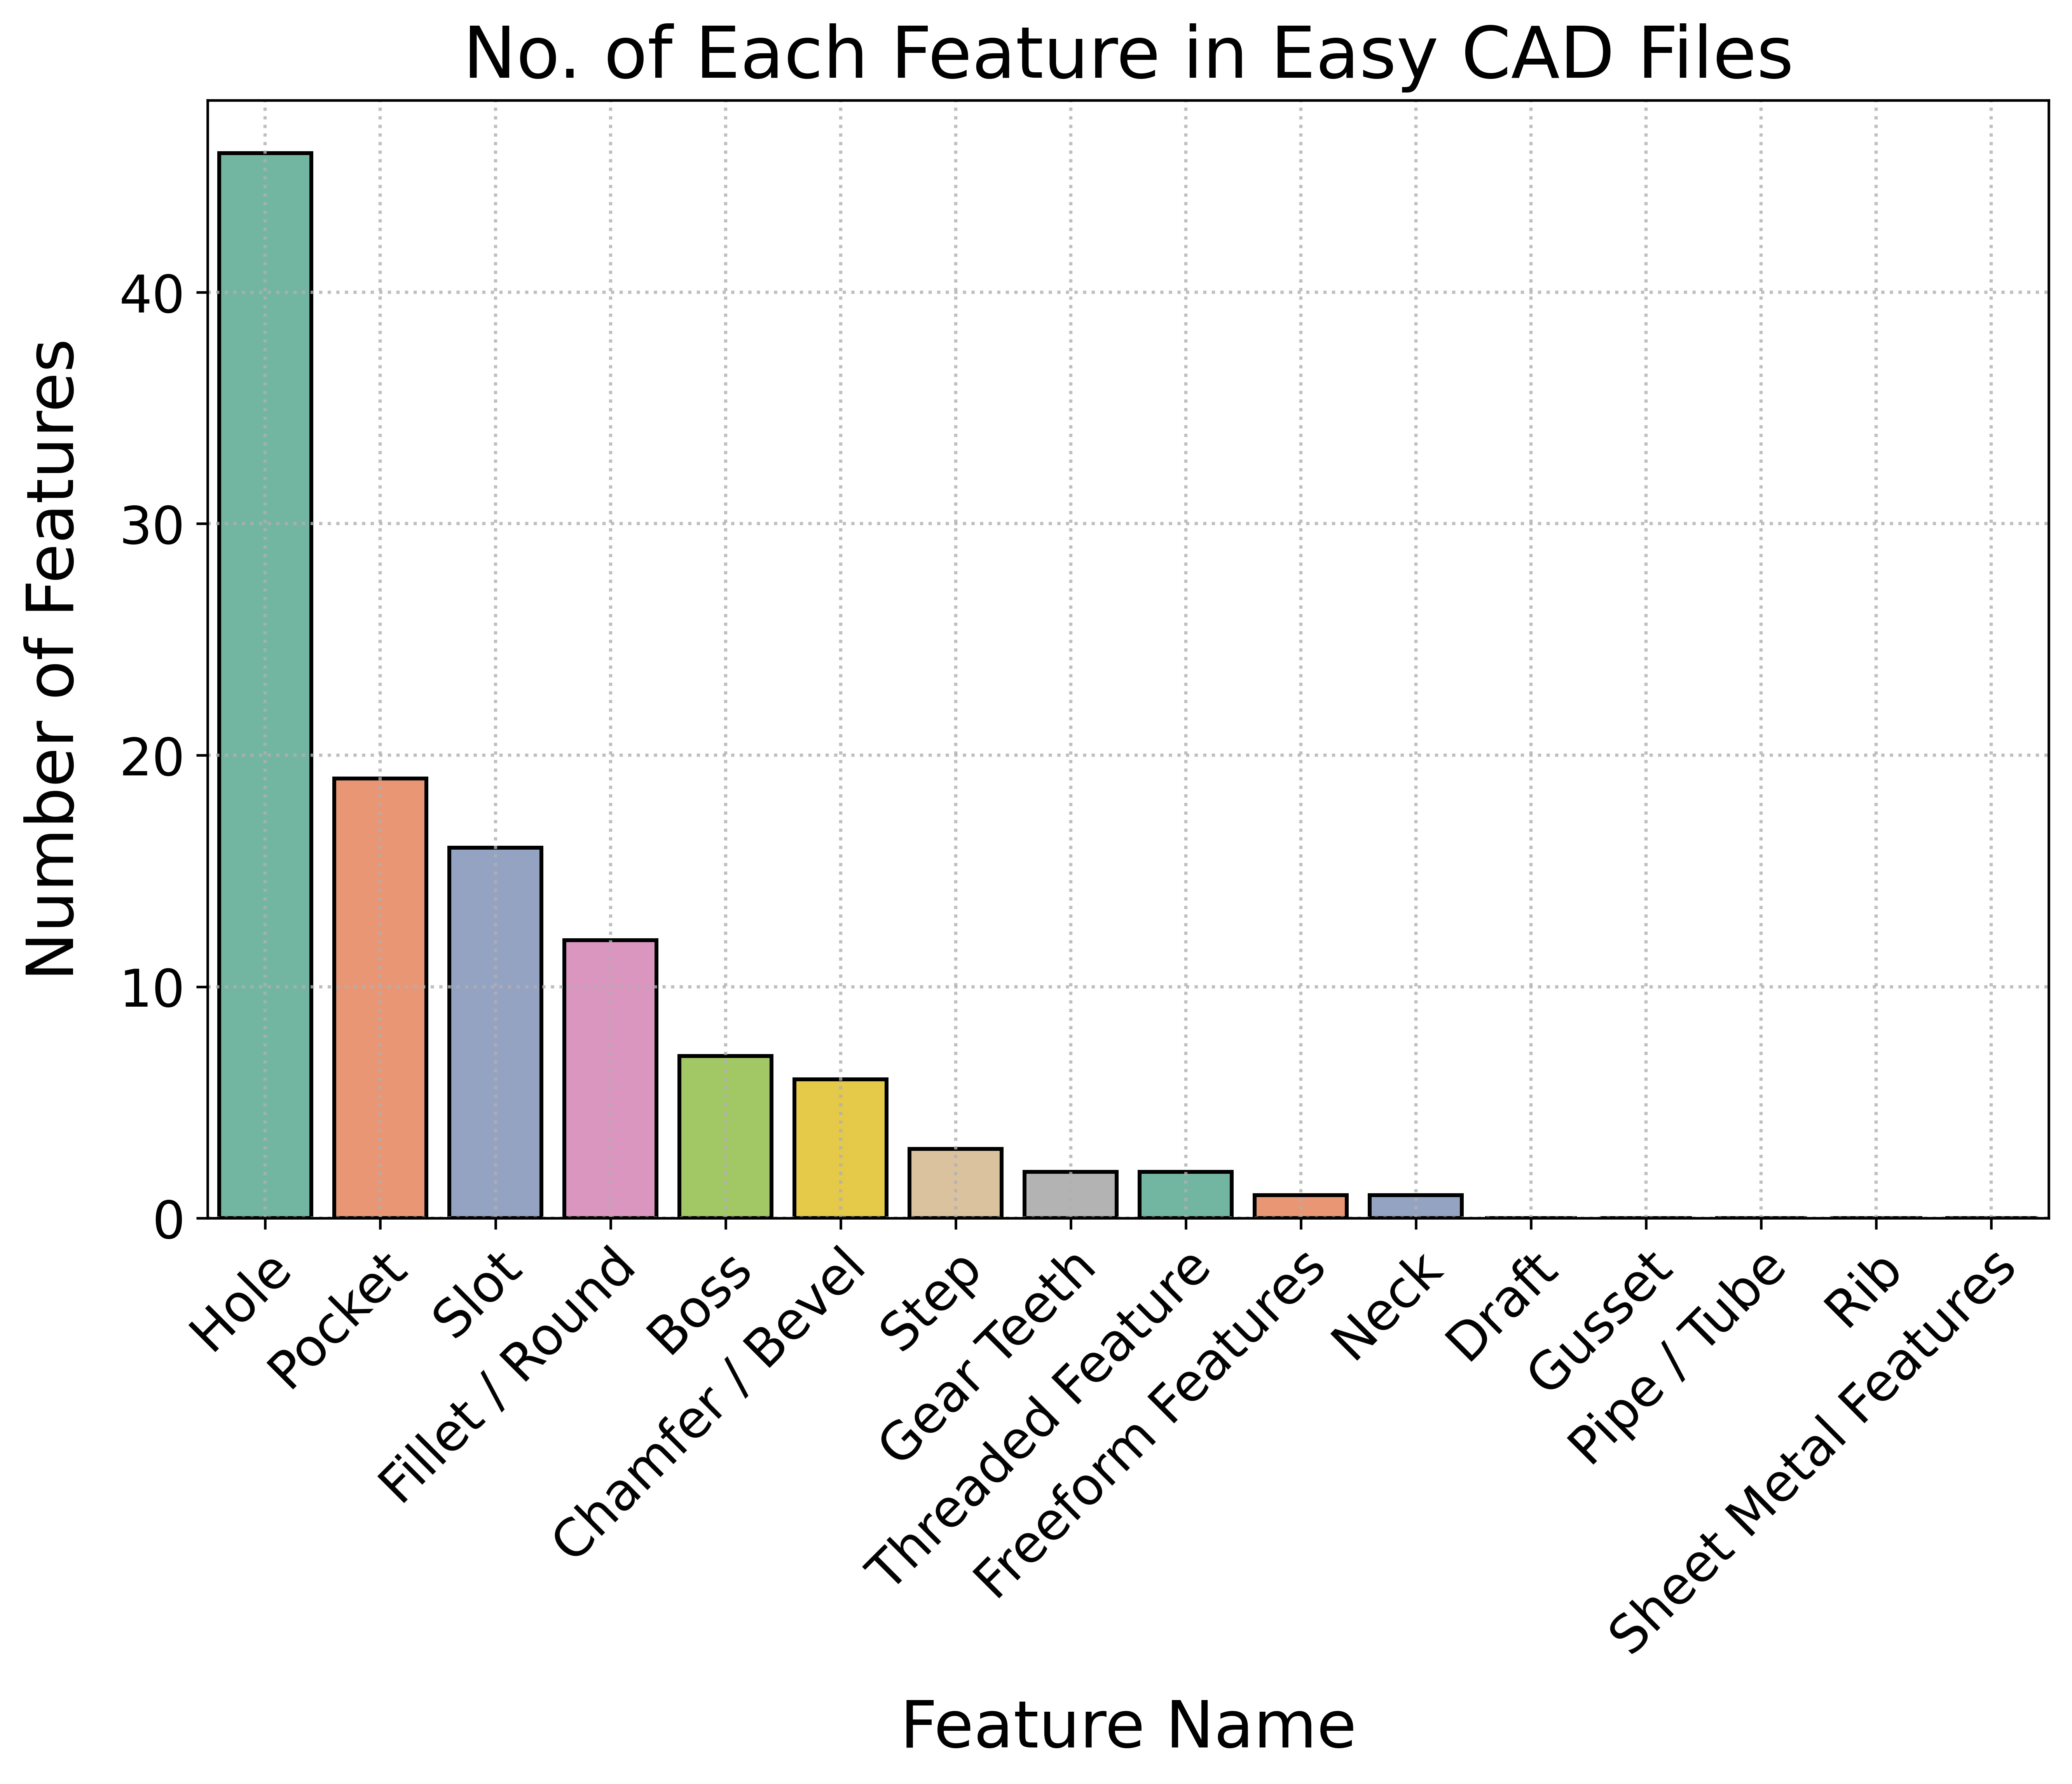 No. of Each Feature in Easy CAD Files
Number of Features
40
30
20
10
0
Hole
Pocket
Slot
Fillet / Round
Boss
Chamfer / Bevel
Step
Gear Teeth
Threaded Feature
Freeform Features
Neck
Draft
Gusset
Pipe / Tube
Rib
Sheet Metal Features
Feature Name